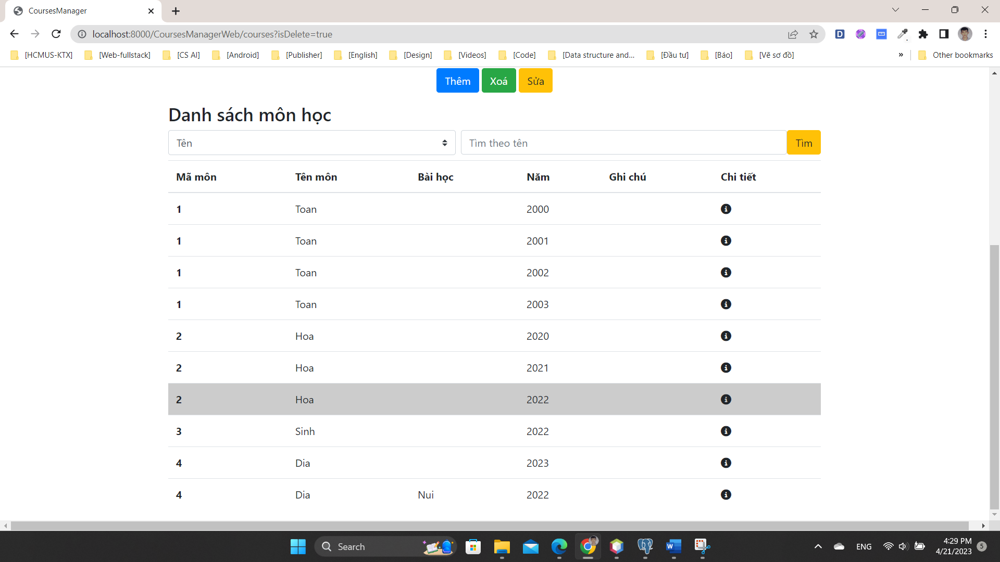 CoursesManager
localhost:8000/CoursesManagerWeb/courses?isDelete=true
[HCMUS-KTX] [Web-fullstack] [CS AI] [Android] [Publisher] [English] [Design] [Videos] [Code] [Data structure and... [Đầu tư] [Báo] [Vẽ sơ đồ] » Other bookmarks
Thêm Xoá Sửa
Danh sách môn học
Tên Tìm theo tên Tìm
Mã môn Tên môn Bài học Năm Ghi chú Chi tiết
1 Toan 2000
1 Toan 2001
1 Toan 2002
1 Toan 2003
2 Hoa 2020
2 Hoa 2021
2 Hoa 2022
3 Sinh 2022
4 Dia 2023
4 Dia Nui 2022
Search ENG 4:29 PM
4/21/2023 5